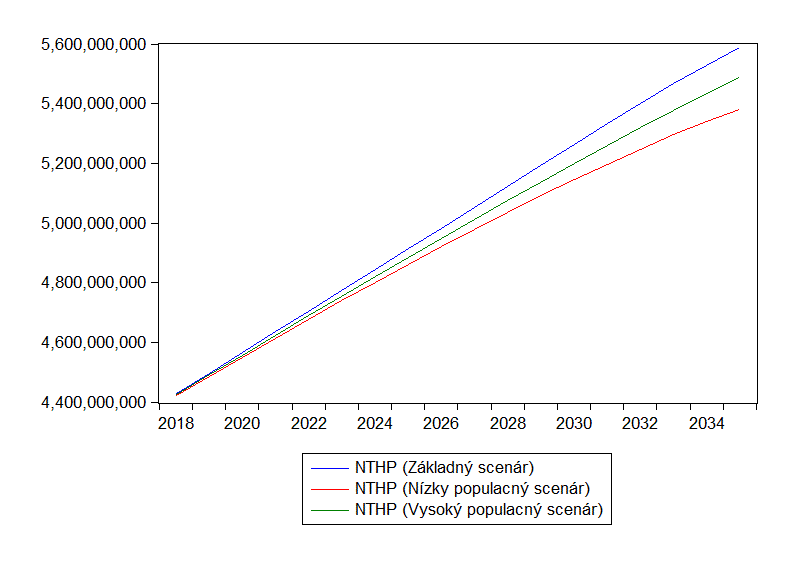 5,600,000,000
5,400,000,000
5,200,000,000
5,000,000,000
4,800,000,000
4,600,000,000
4,400,000,000
2018 2020 2022 2024 2026 2028 2030 2032 2034
NTHP (Základný scenár)
NTHP (Nízky populacný scenár)
NTHP (Vysoký populacný scenár)